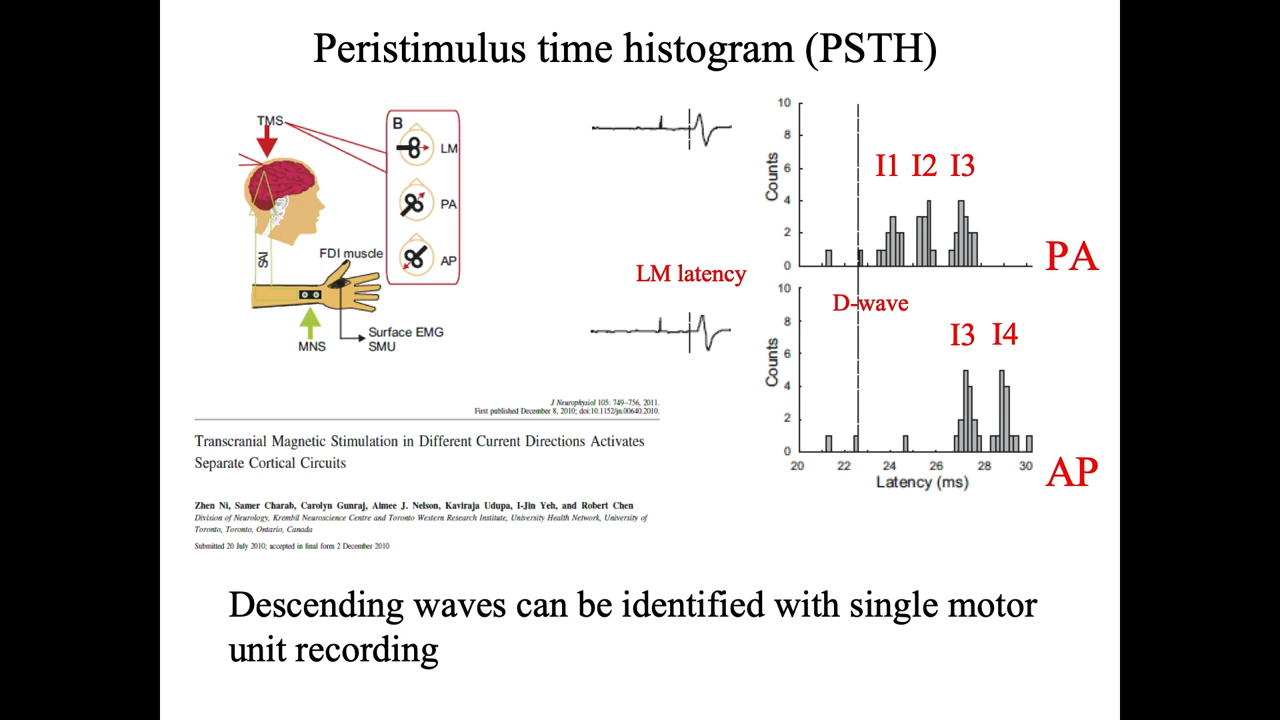 Peristimulus time histogram (PSTH)
TMS
B
LM
PA
AP
SAI
FDI muscle
MNS
Surface EMG
SMU
LM latency
10
8
6
4
2
0
Counts
I1 I2 I3
PA
D-wave
10
8
6
4
2
0
Counts
I3 I4
20 22 24 26 28 30
Latency (ms)
AP
J Neurophysiol 105: 749–756, 2011.
First published December 8, 2010; doi:10.1152/jn.00640.2010.
Transcranial Magnetic Stimulation in Different Current Directions Activates
Separate Cortical Circuits
Zhen Ni, Samer Charab, Carolyn Gunraj, Aimee J. Nelson, Kaviraja Udupa, I-Jin Yeh, and Robert Chen
Division of Neurology, Krembil Neuroscience Centre and Toronto Western Research Institute, University Health Network, University of
Toronto, Toronto, Ontario, Canada
Submitted 20 July 2010; accepted in final form 2 December 2010
Descending waves can be identified with single motor
unit recording